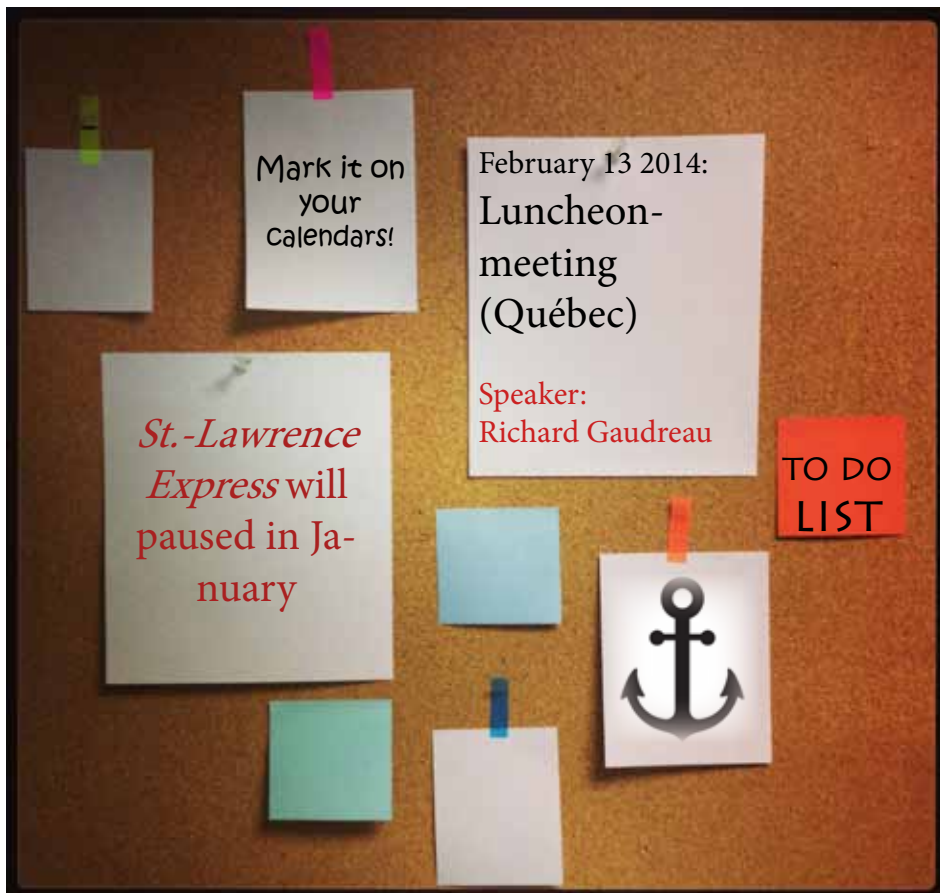 Mark it on
your
calendars!
February 13 2014:
Luncheon-
meeting
(Québec)
Speaker:
Richard Gaudreau
St.-Lawrence
Express will
paused in Ja-
nuary
TO DO
LIST